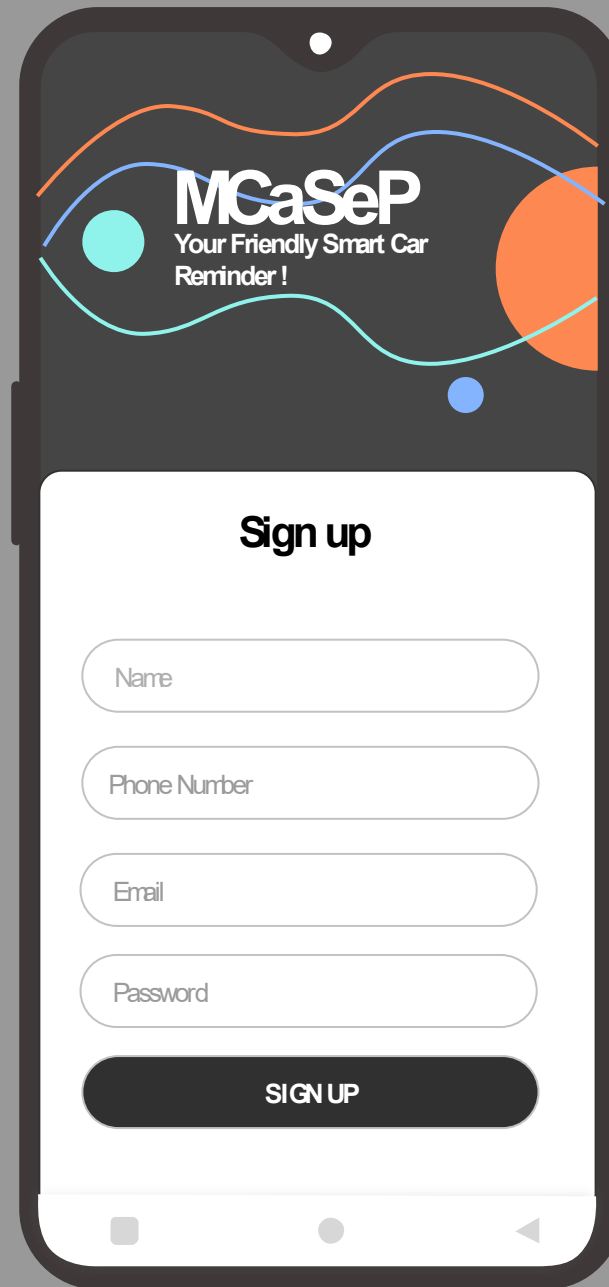 MCaSeP
Your Friendly Smart Car
Reminder !
Sign up
Name
Phone Number
Email
Password
SIGN UP